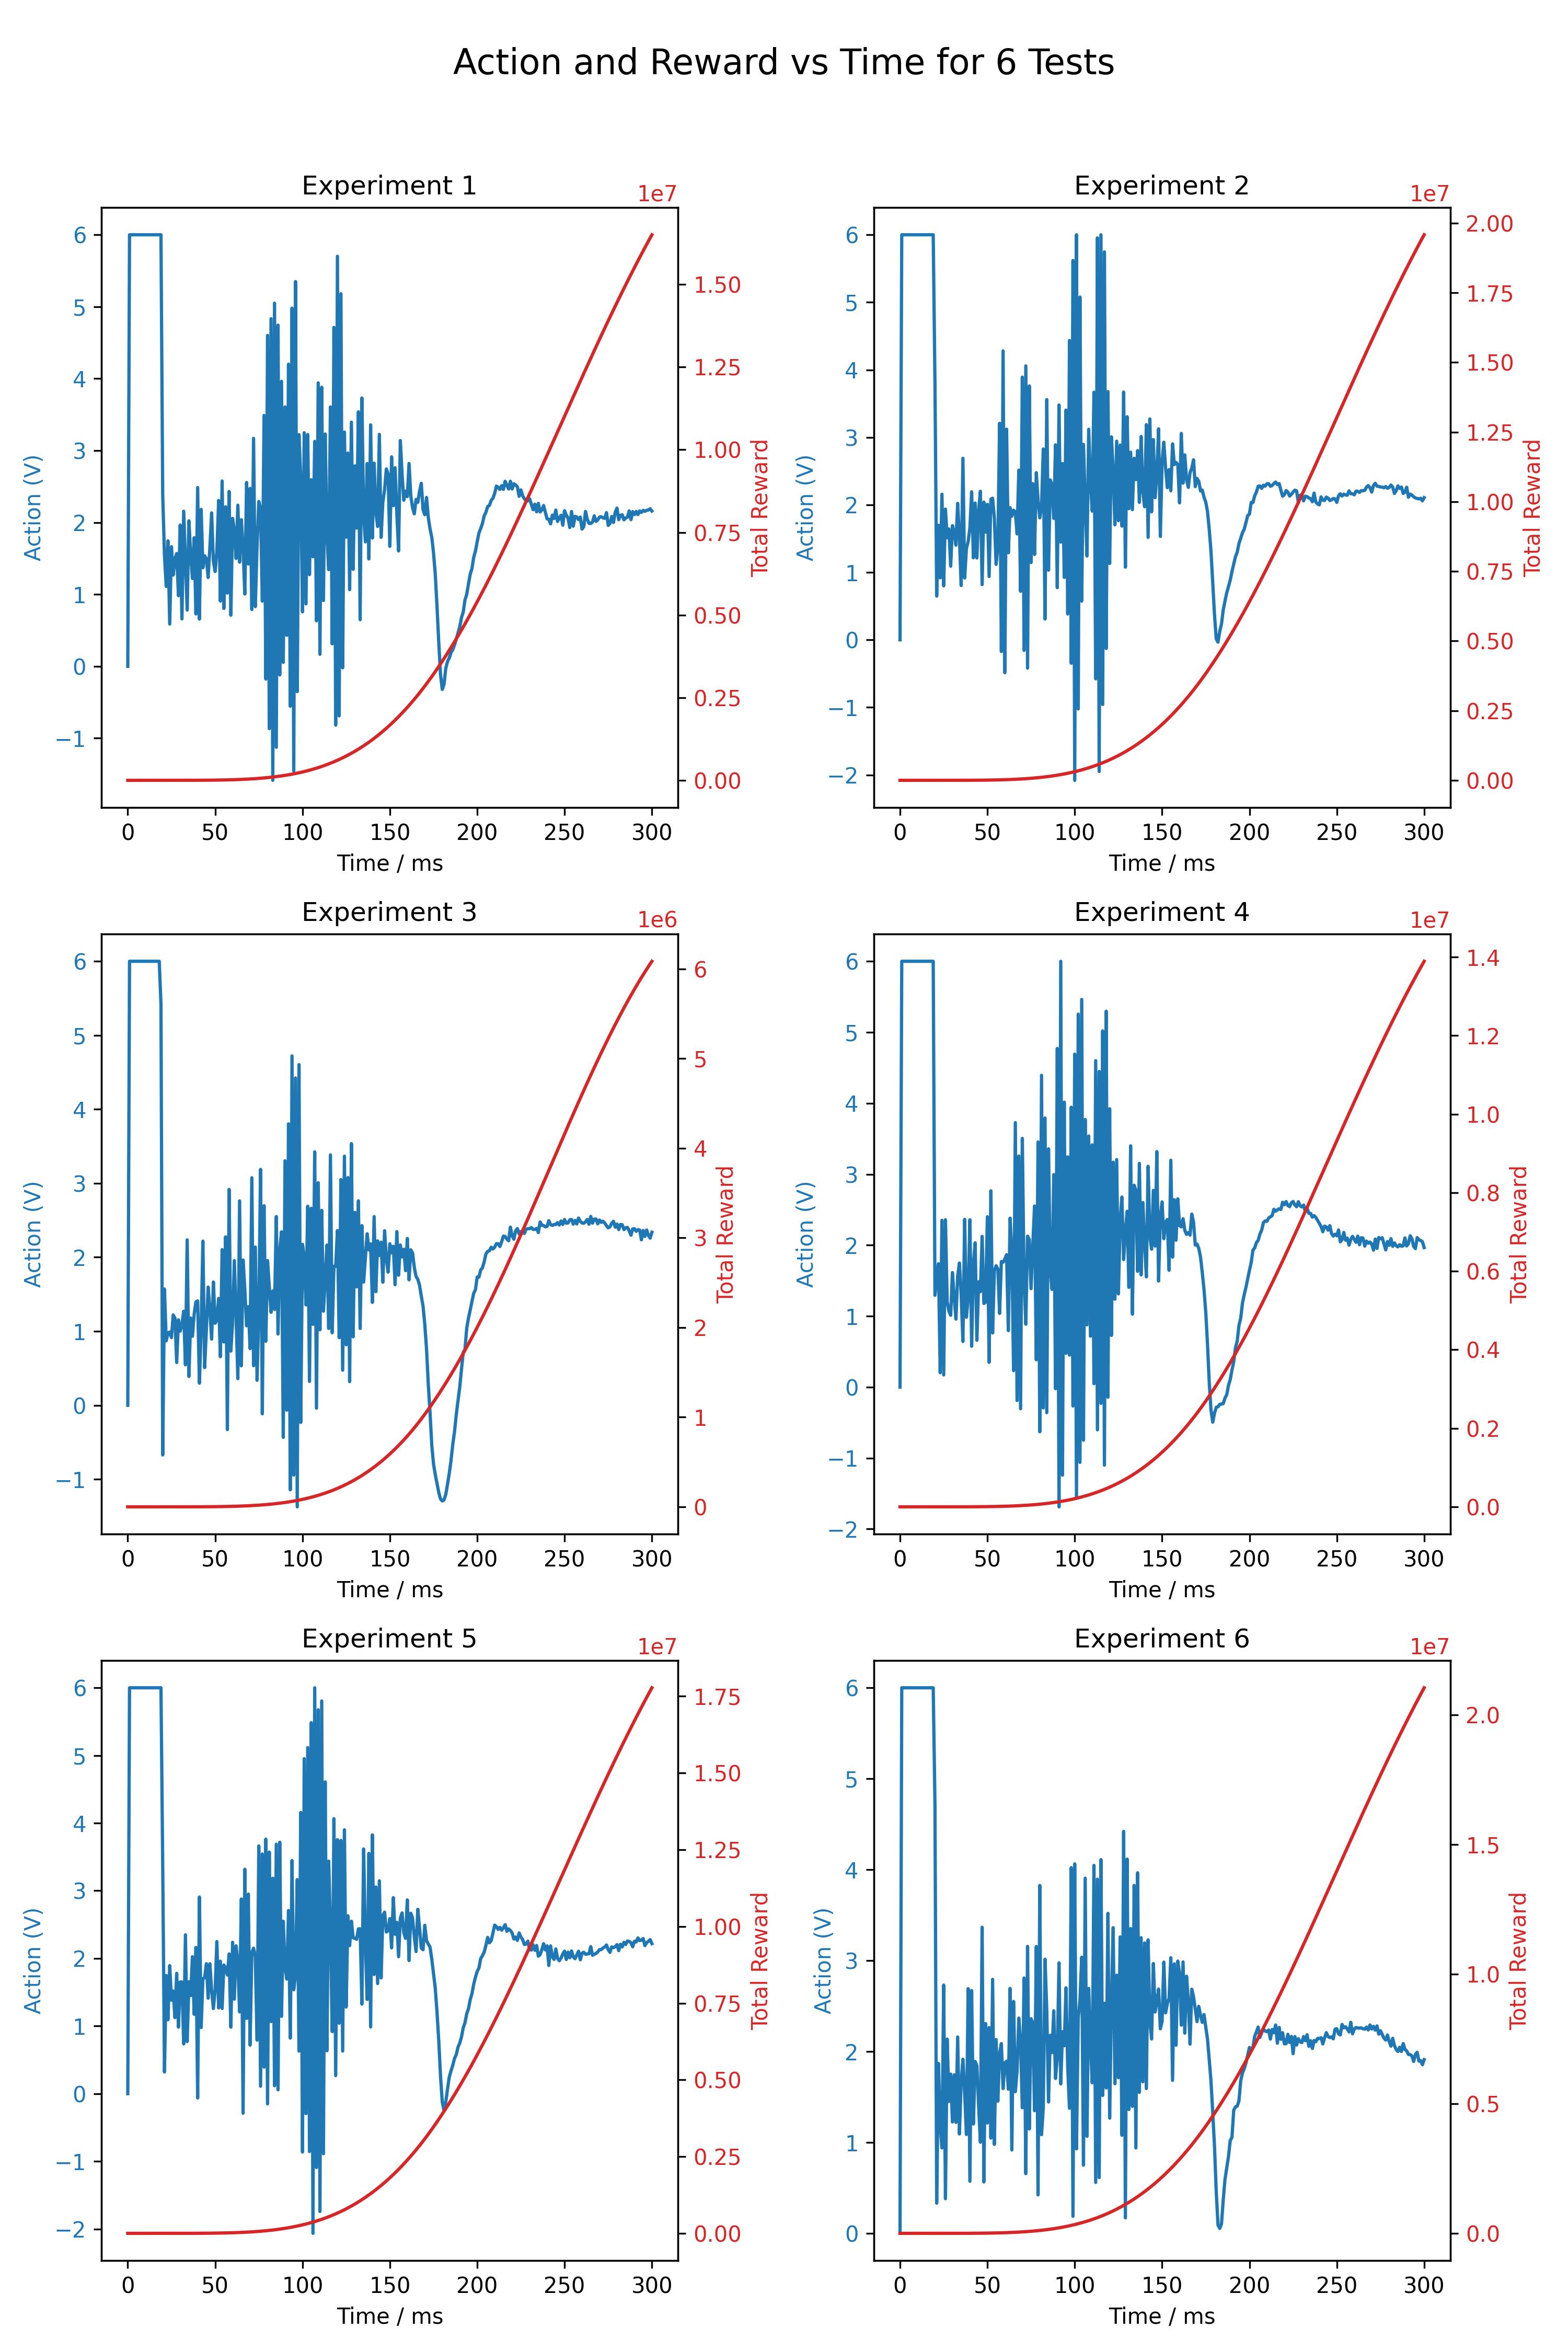 Action and Reward vs Time for 6 Tests
Experiment 1
1e7
6
5
4
3
2
1
0
−1
Action (V)
1.50
1.25
1.00
0.75
0.50
0.25
0.00
Total Reward
0 50 100 150 200 250 300
Time / ms
Experiment 2
1e7
6
5
4
3
2
1
0
−1
−2
Action (V)
2.00
1.75
1.50
1.25
1.00
0.75
0.50
0.25
0.00
Total Reward
0 50 100 150 200 250 300
Time / ms
Experiment 3
1e6
6
5
4
3
2
1
0
−1
Action (V)
6
5
4
3
2
1
0
Total Reward
0 50 100 150 200 250 300
Time / ms
Experiment 4
1e7
6
5
4
3
2
1
0
−1
−2
Action (V)
1.4
1.2
1.0
0.8
0.6
0.4
0.2
0.0
Total Reward
0 50 100 150 200 250 300
Time / ms
Experiment 5
1e7
6
5
4
3
2
1
0
−1
−2
Action (V)
1.75
1.50
1.25
1.00
0.75
0.50
0.25
0.00
Total Reward
0 50 100 150 200 250 300
Time / ms
Experiment 6
1e7
6
5
4
3
2
1
0
Action (V)
2.0
1.5
1.0
0.5
0.0
Total Reward
0 50 100 150 200 250 300
Time / ms